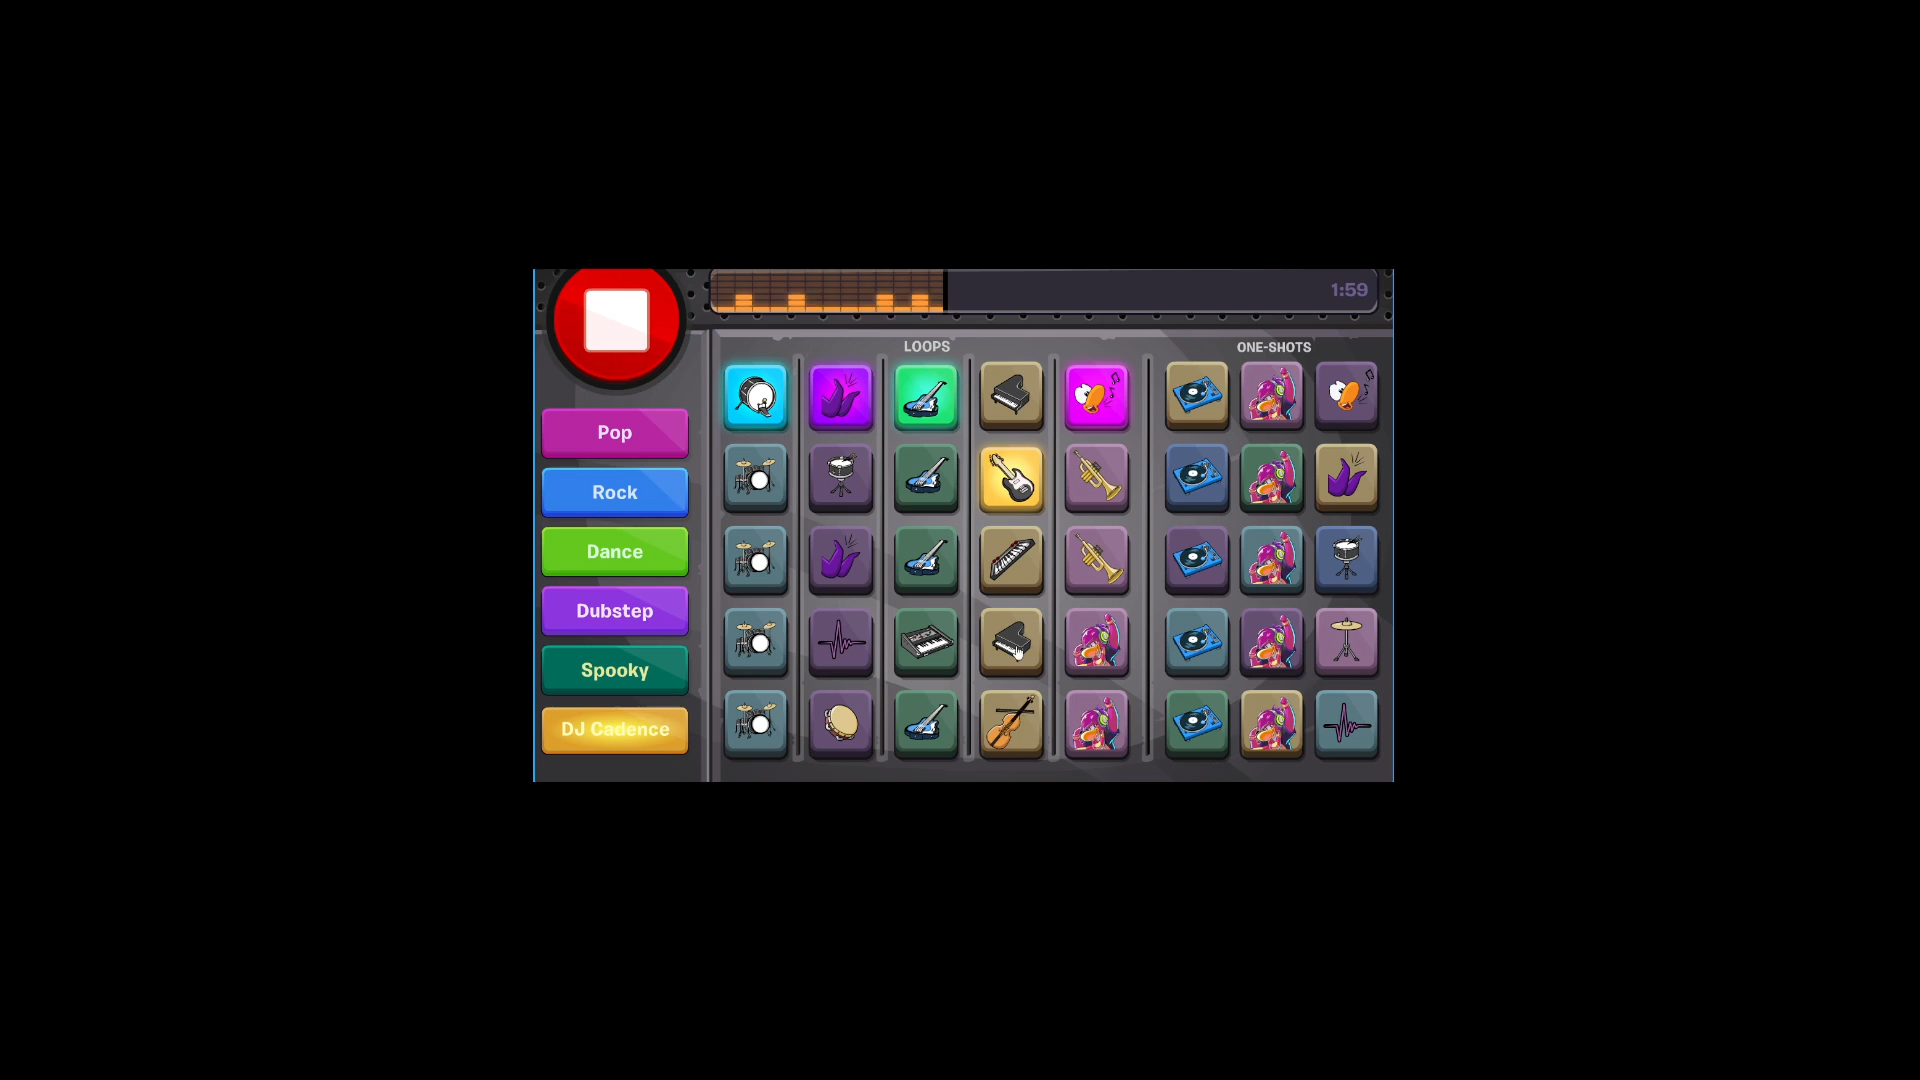 1:59
LOOPS
ONE-SHOTS
Pop
Rock
Dance
Dubstep
Spooky
DJ Cadence